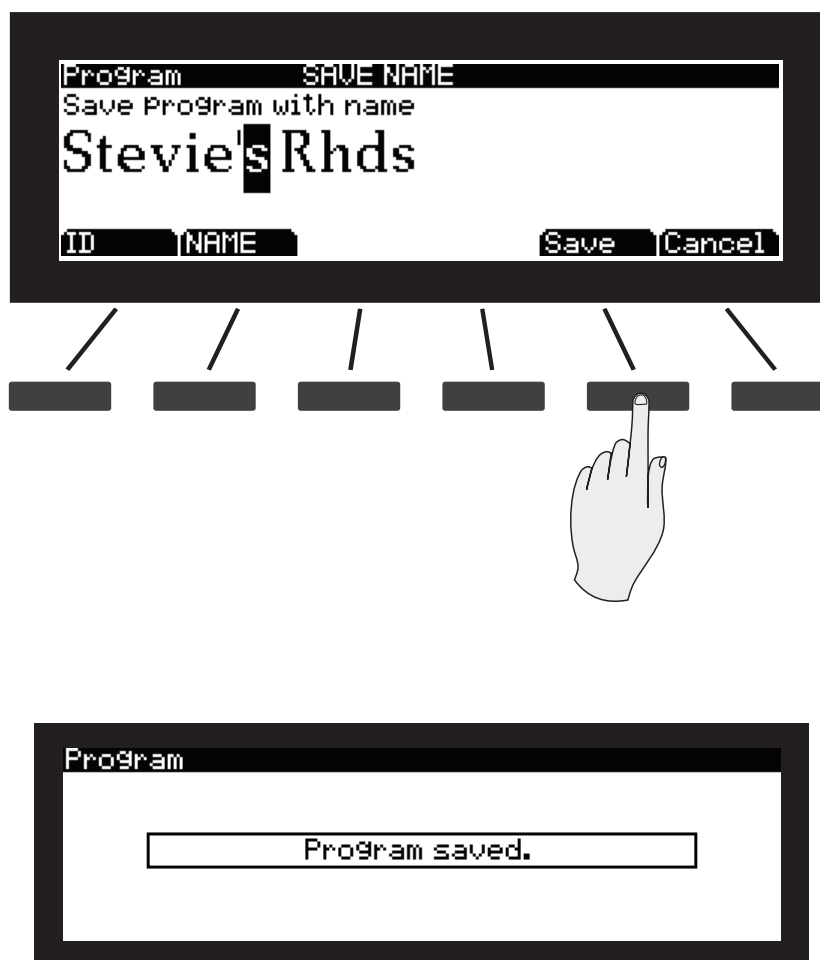 Program SAVE NAME
Save Program with name
Stevie's Rhds
ID NAME Save Cancel
Program
Program saved.